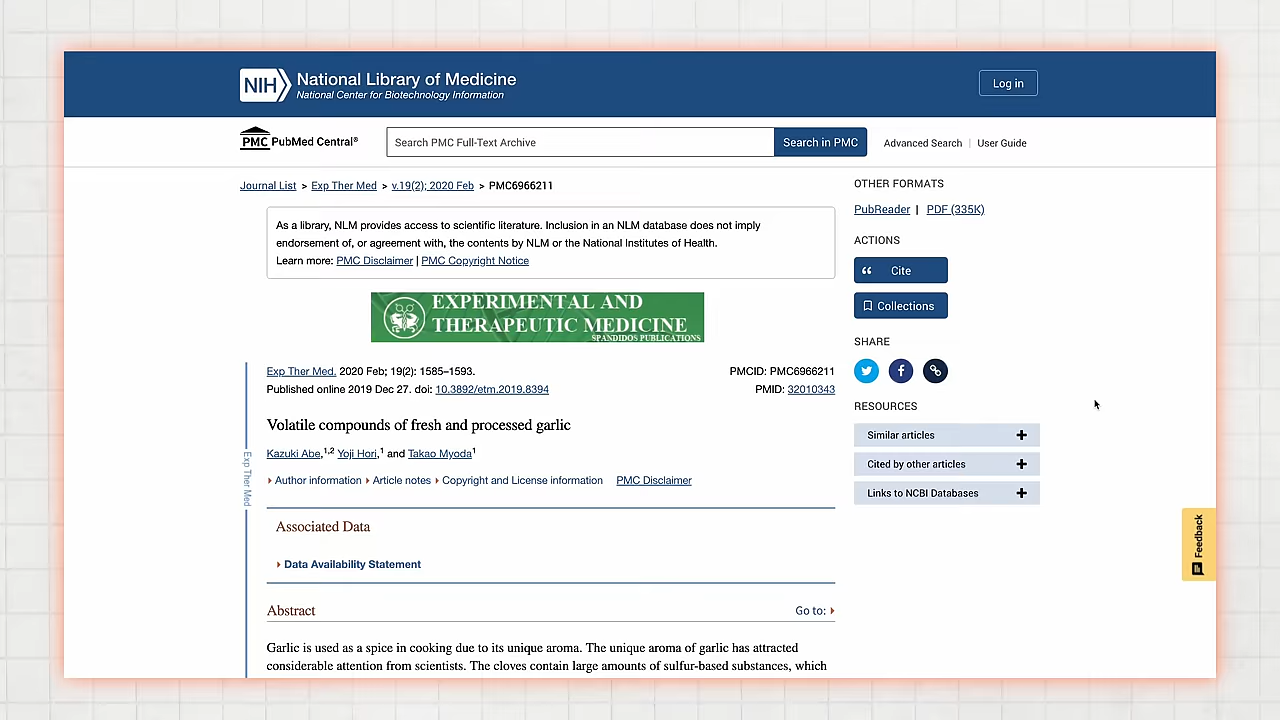 NIH National Library of Medicine
National Center for Biotechnology Information
Log in
PMC PubMed Central®
Search PMC Full-Text Archive
Search in PMC
Advanced Search | User Guide
Journal List > Exp Ther Med > v.19(2); 2020 Feb > PMC6966211
As a library, NLM provides access to scientific literature. Inclusion in an NLM database does not imply
endorsement of, or agreement with, the contents by NLM or the National Institutes of Health.
Learn more: PMC Disclaimer | PMC Copyright Notice
EXPERIMENTAL AND
THERAPEUTIC MEDICINE
SPANDIDOS PUBLICATIONS
Exp Ther Med. 2020 Feb; 19(2): 1585–1593.
PMCID: PMC6966211
Published online 2019 Dec 27. doi: 10.3892/etm.2019.8394
PMID: 32010343
Volatile compounds of fresh and processed garlic
Kazuki Abe,1,2 Yoji Hori,1 and Takao Myoda1
Author information Article notes Copyright and License information PMC Disclaimer
Exp Ther Med
Associated Data
Data Availability Statement
Abstract
Go to:
Garlic is used as a spice in cooking due to its unique aroma. The unique aroma of garlic has attracted
considerable attention from scientists. The cloves contain large amounts of sulfur-based substances, which
OTHER FORMATS
PubReader | PDF (335K)
ACTIONS
Cite
Collections
SHARE
RESOURCES
Similar articles
Cited by other articles
Links to NCBI Databases
Feedback